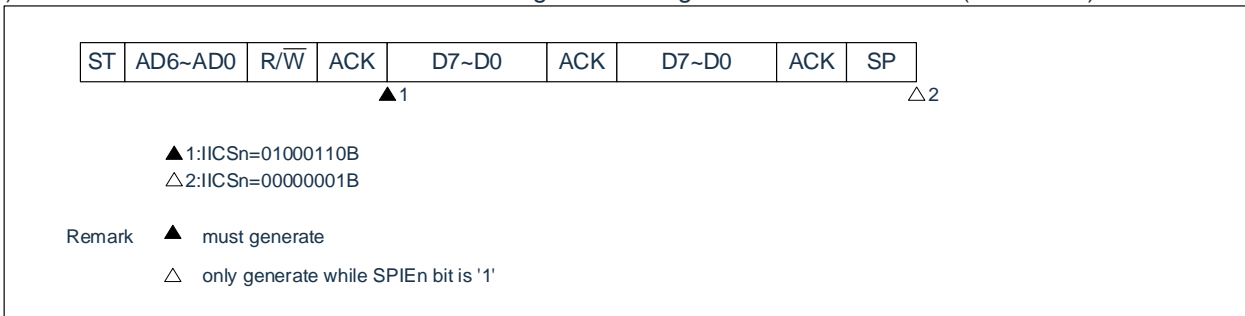 ST AD6~AD0 R/W̅ ACK D7~D0 ACK D7~D0 ACK SP
▲1 △2
▲1:IICSn=01000110B
△2:IICSn=00000001B
Remark ▲ must generate
△ only generate while SPIEn bit is '1'